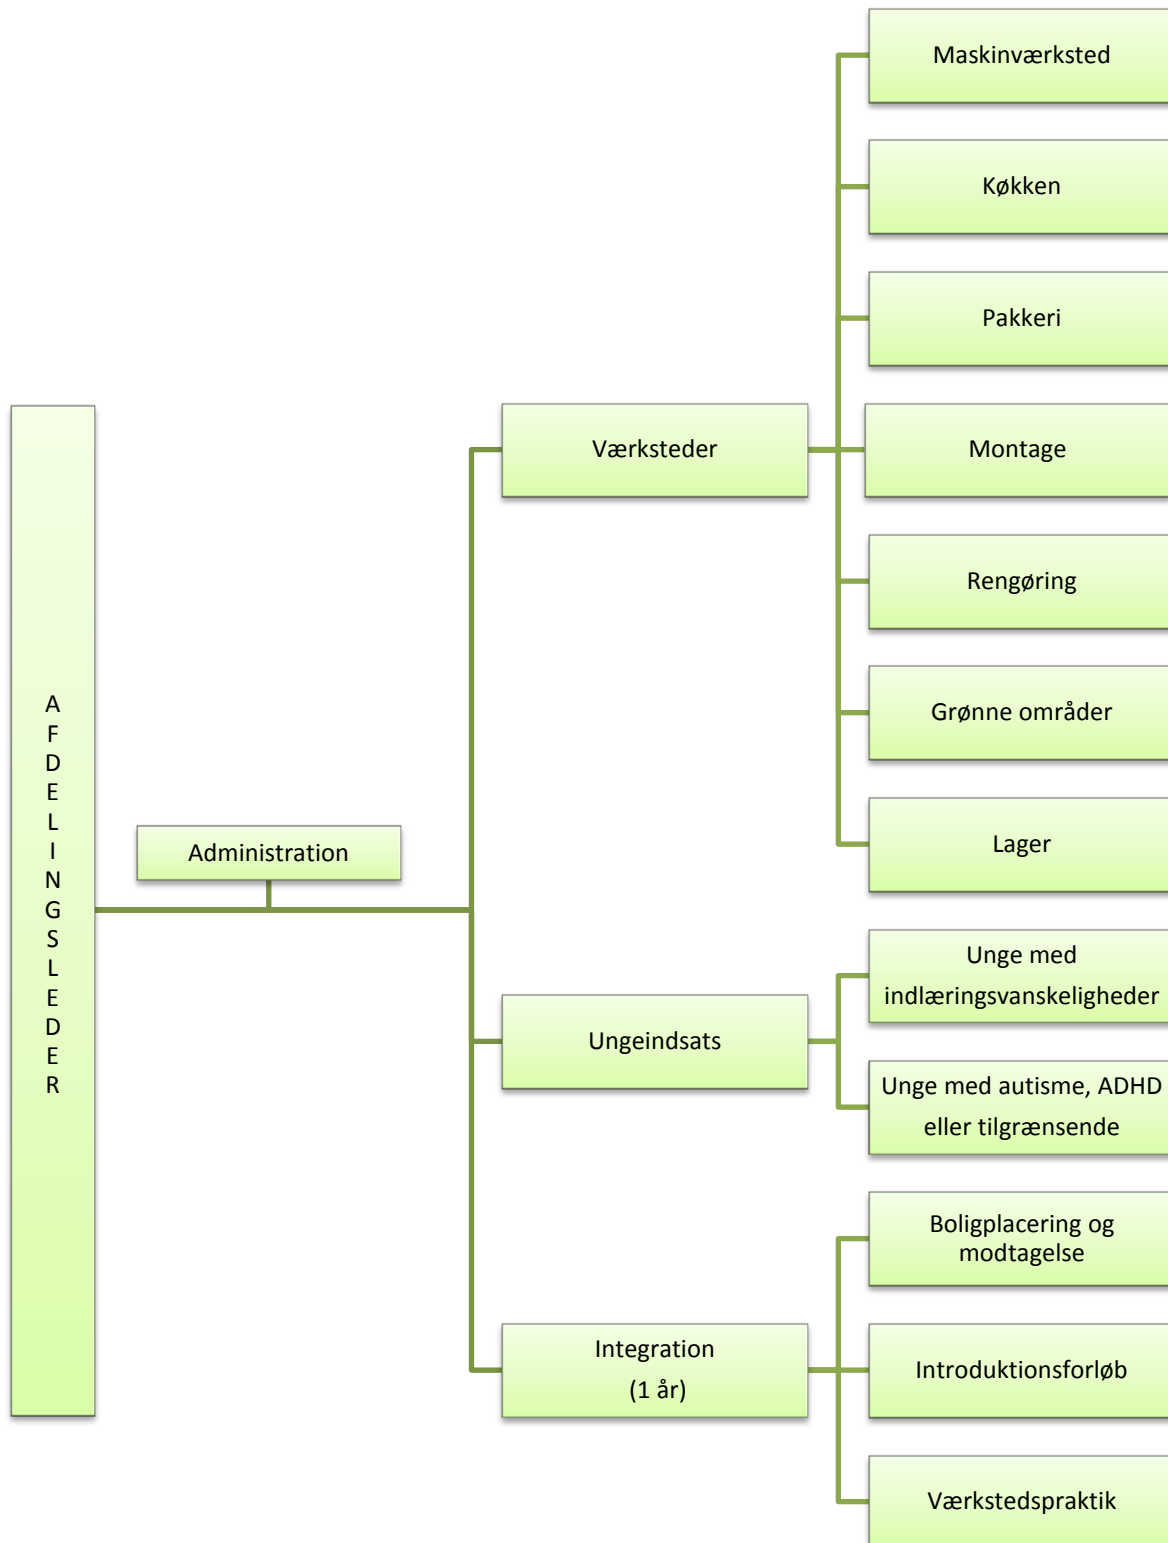 AFDELINGSLEDER
Administration
Værksteder
Maskinværksted
Køkken
Pakkeri
Montage
Rengøring
Grønne områder
Lager
Ungeindsats
Unge med
indlæringsvanskeligheder
Unge med autisme, ADHD
eller tilgrænsende
Integration
(1 år)
Boligplacering og
modtagelse
Introduktionsforløb
Værkstedspraktik